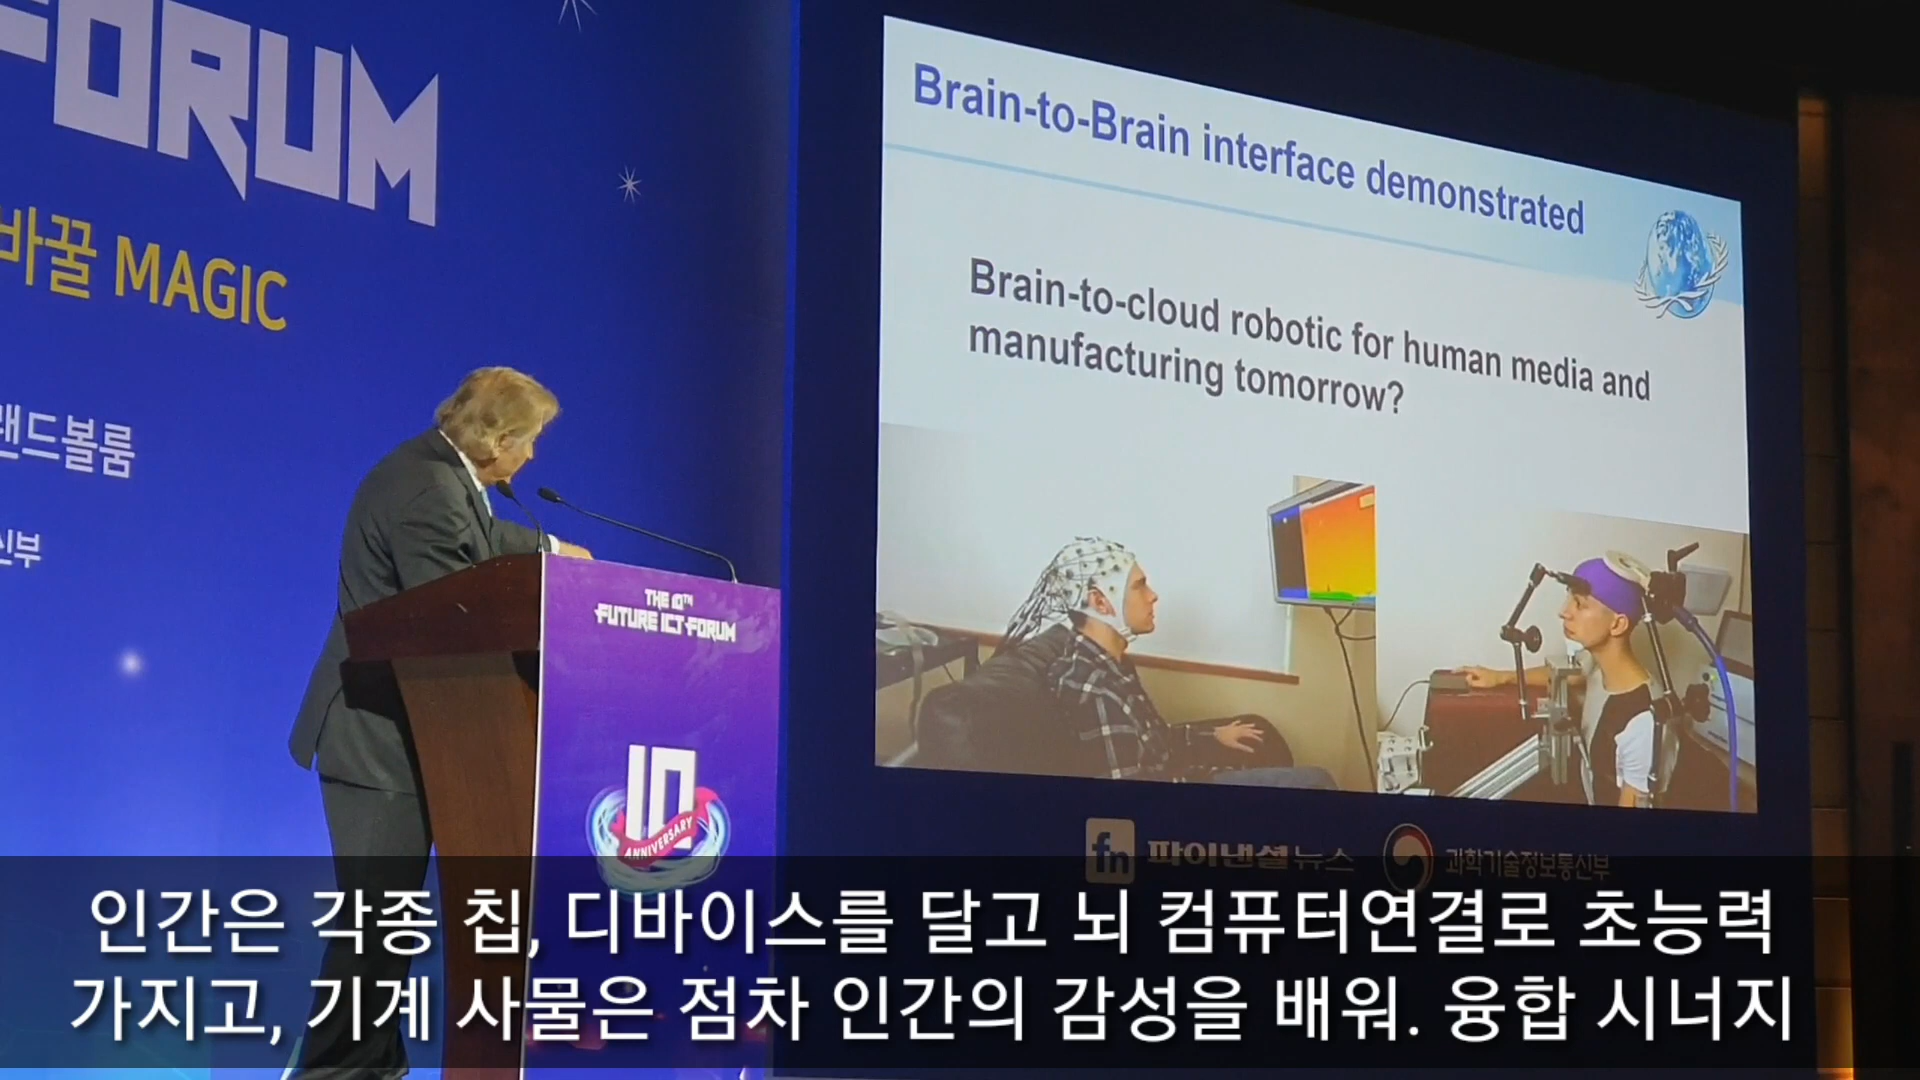 FORUM
바꿀 MAGIC
랜드볼룸
신부
THE 10TH
FUTURE ICT FORUM
10
ANNIVERSARY
Brain-to-Brain interface demonstrated
Brain-to-cloud robotic for human media and
manufacturing tomorrow?
fn 파이낸셜뉴스
과학기술정보통신부
인간은 각종 칩, 디바이스를 달고 뇌 컴퓨터연결로 초능력
가지고, 기계 사물은 점차 인간의 감성을 배워. 융합 시너지